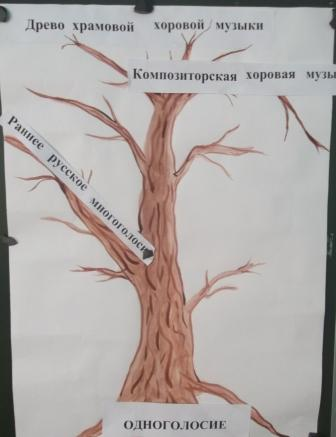 Древо храмовой хоровой музыки
Композиторская хоровая музы
Раннее русское многоголоси
ОДНОГОЛОСИЕ